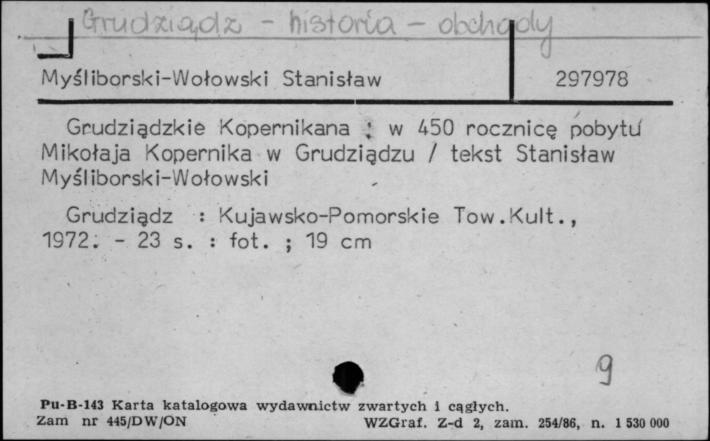 Grudziądz - historia - obchody
Myśliborski-Wołowski Stanisław 297978
Grudziądzkie Kopernikana : w 450 rocznicę pobytu
Mikołaja Kopernika w Grudziądzu / tekst Stanisław
Myśliborski-Wołowski
Grudziądz : Kujawsko-Pomorskie Tow.Kult.,
1972. - 23 s. : fot. ; 19 cm
9
Pu-B-143 Karta katalogowa wydawnictw zwartych i cągłych.
Zam nr 445/DW/ON WZGraf. Z-d 2, zam. 254/86, n. 1 530 000